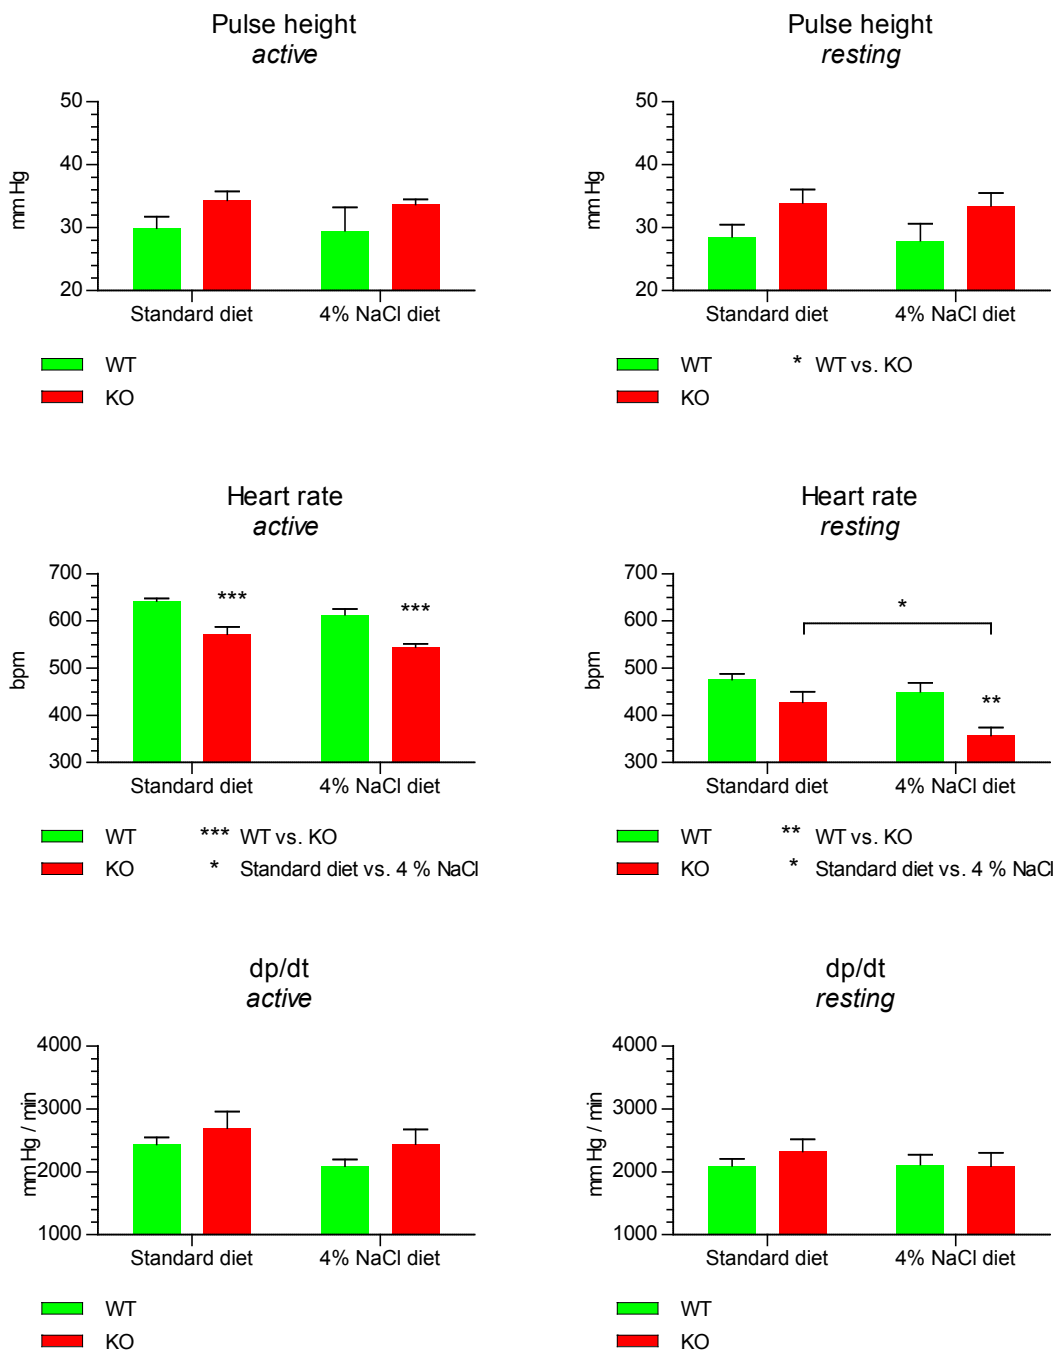 Pulse height
active
mm Hg
50
40
30
20
Standard diet 4% NaCl diet
WT
KO
Pulse height
resting
mm Hg
50
40
30
20
Standard diet 4% NaCl diet
WT * WT vs. KO
KO
Heart rate
active
bpm
700
600
500
400
300
*** ***
Standard diet 4% NaCl diet
WT *** WT vs. KO
KO * Standard diet vs. 4 % NaCl
Heart rate
resting
bpm
700
600
500
400
300
*
**
Standard diet 4% NaCl diet
WT ** WT vs. KO
KO * Standard diet vs. 4 % NaCl
dp/dt
active
mm Hg / min
4000
3000
2000
1000
Standard diet 4% NaCl diet
WT
KO
dp/dt
resting
mm Hg / min
4000
3000
2000
1000
Standard diet 4% NaCl diet
WT
KO